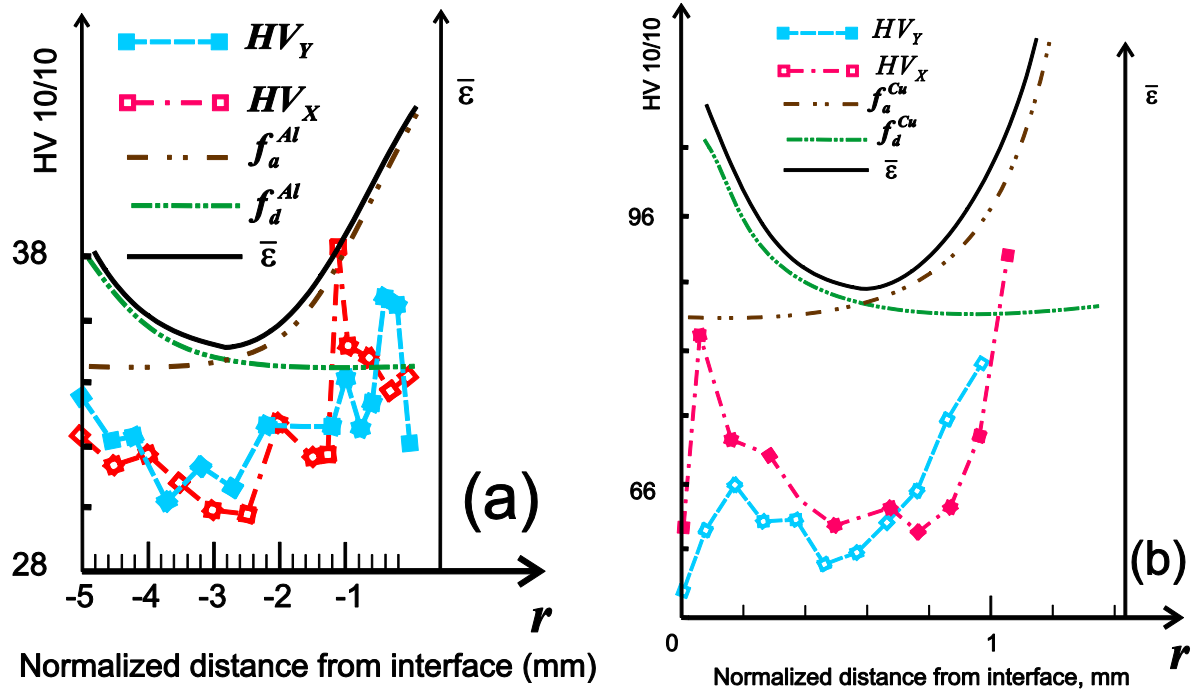 HV 10/10
HV_Y
HV_X
f_a^Al
f_d^Al
ε̅
ε̅
38
28
-5 -4 -3 -2 -1
r
(a)
Normalized distance from interface (mm)
HV 10/10
HV_Y
HV_X
f_a^Cu
f_d^Cu
ε̅
ε̅
96
66
0 1
r
(b)
Normalized distance from interface, mm